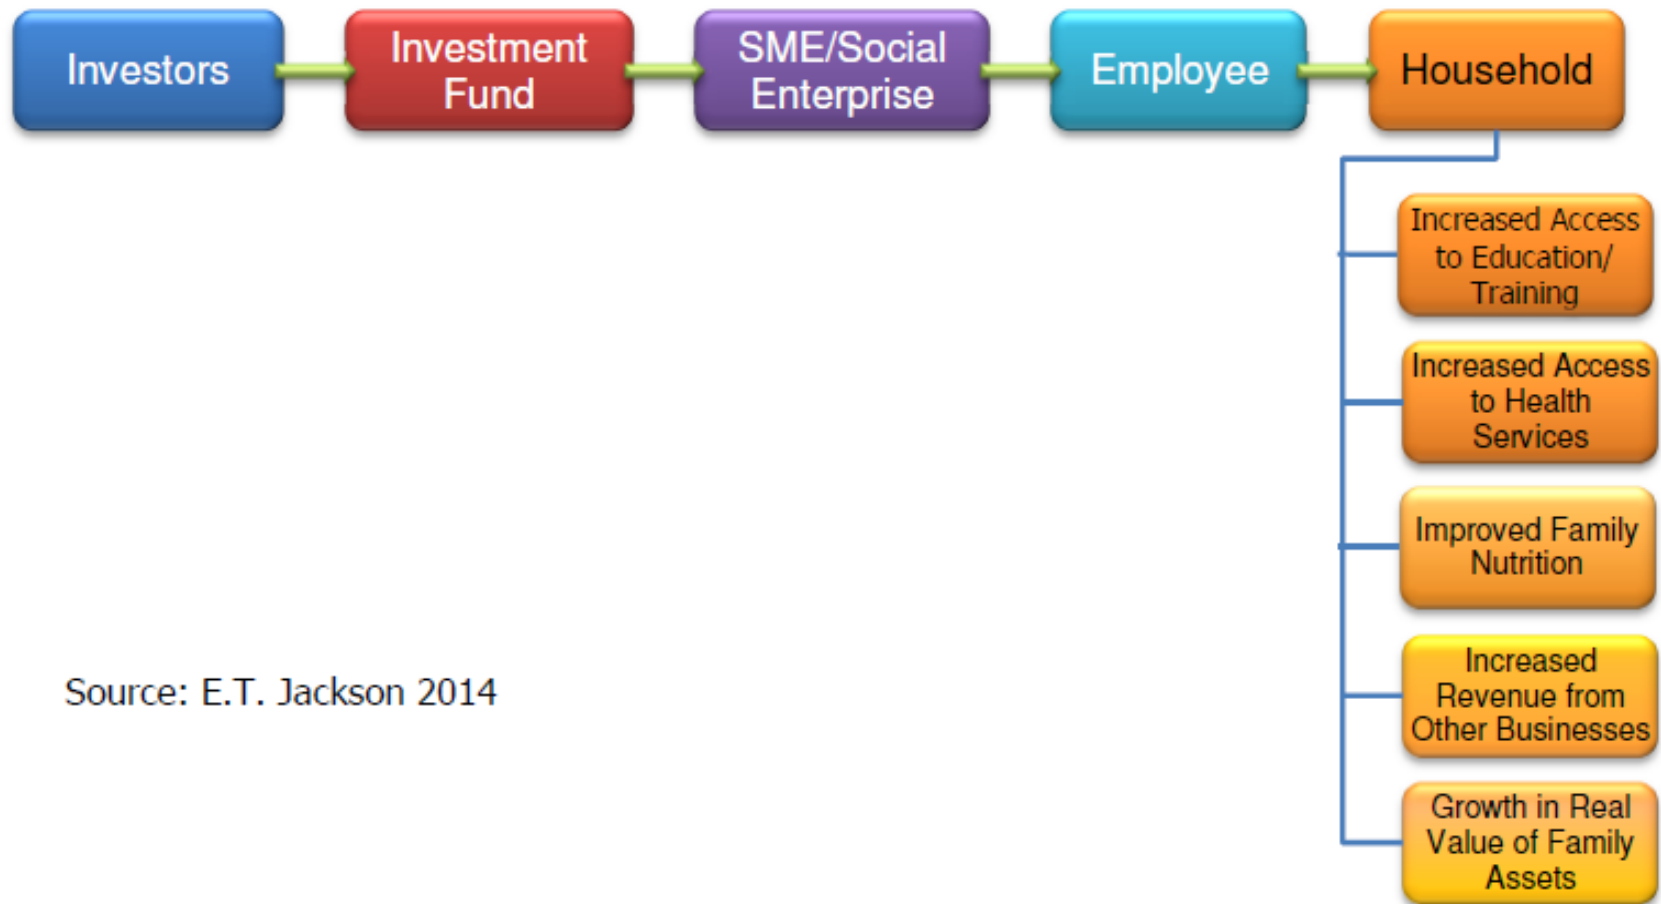 Investors
Investment
Fund
SME/Social
Enterprise
Employee
Household
Increased Access
to Education/
Training
Increased Access
to Health
Services
Improved Family
Nutrition
Increased
Revenue from
Other Businesses
Growth in Real
Value of Family
Assets
Source: E.T. Jackson 2014